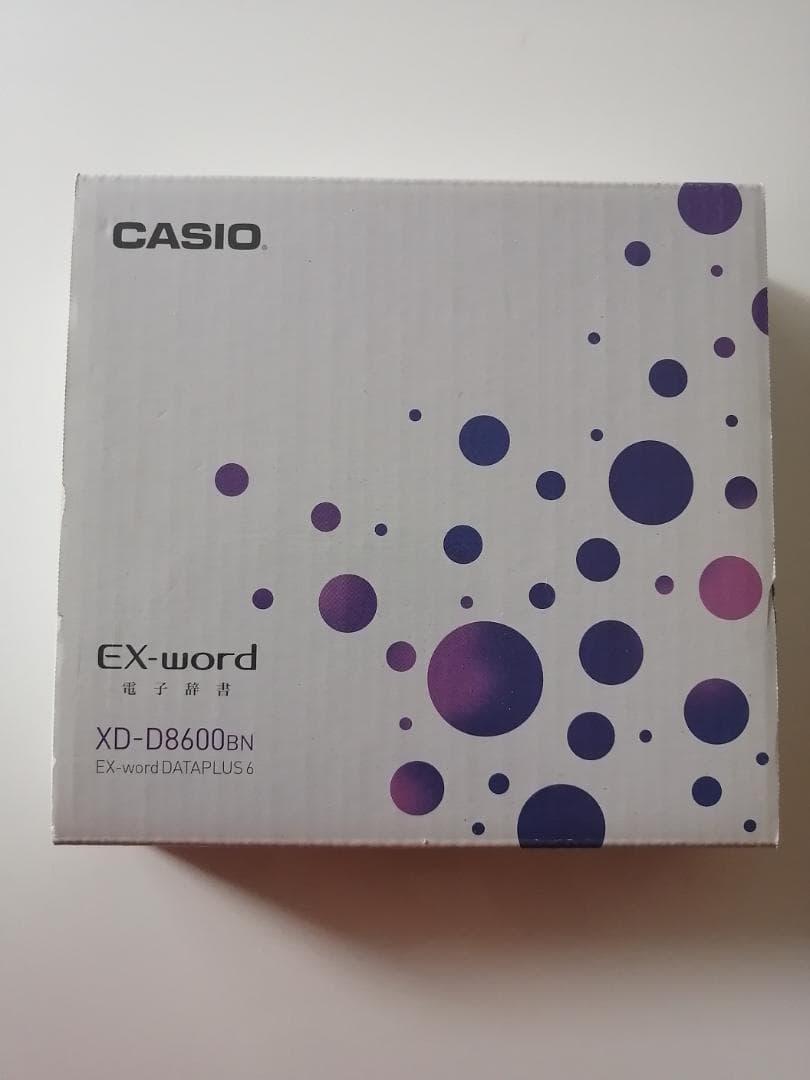 CASIO
EX-word
電子辞書
XD-D8600BN
EX-word DATAPLUS 6